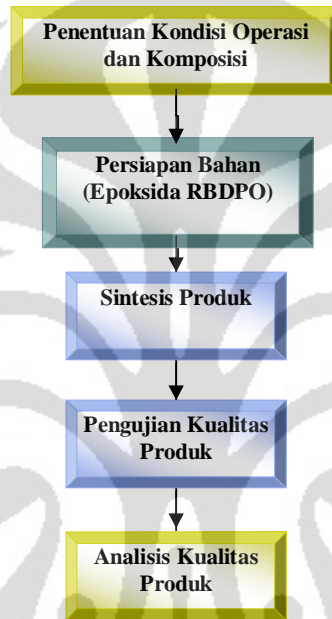 Penentuan Kondisi Operasi
dan Komposisi
Persiapan Bahan
(Epoksida RBDPO)
Sintesis Produk
Pengujian Kualitas
Produk
Analisis Kualitas
Produk